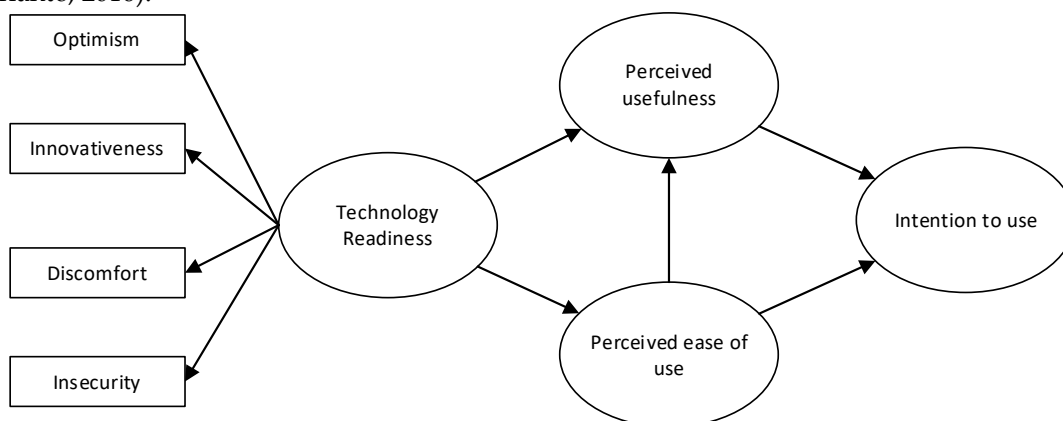 Optimism
Innovativeness
Discomfort
Insecurity
Technology
Readiness
Perceived
usefulness
Perceived ease of
use
Intention to use